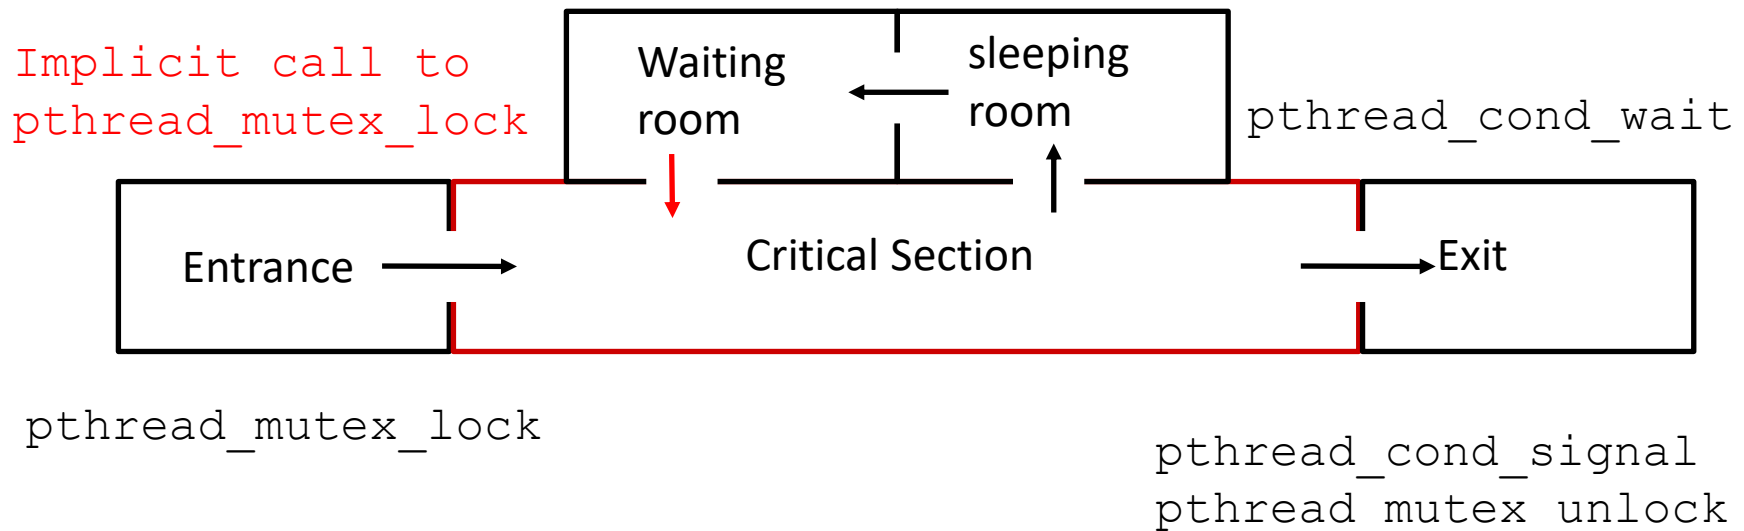 Implicit call to
pthread_mutex_lock
Waiting
room
sleeping
room
pthread_cond_wait
Entrance
Critical Section
Exit
pthread_mutex_lock
pthread_cond_signal
pthread_mutex_unlock